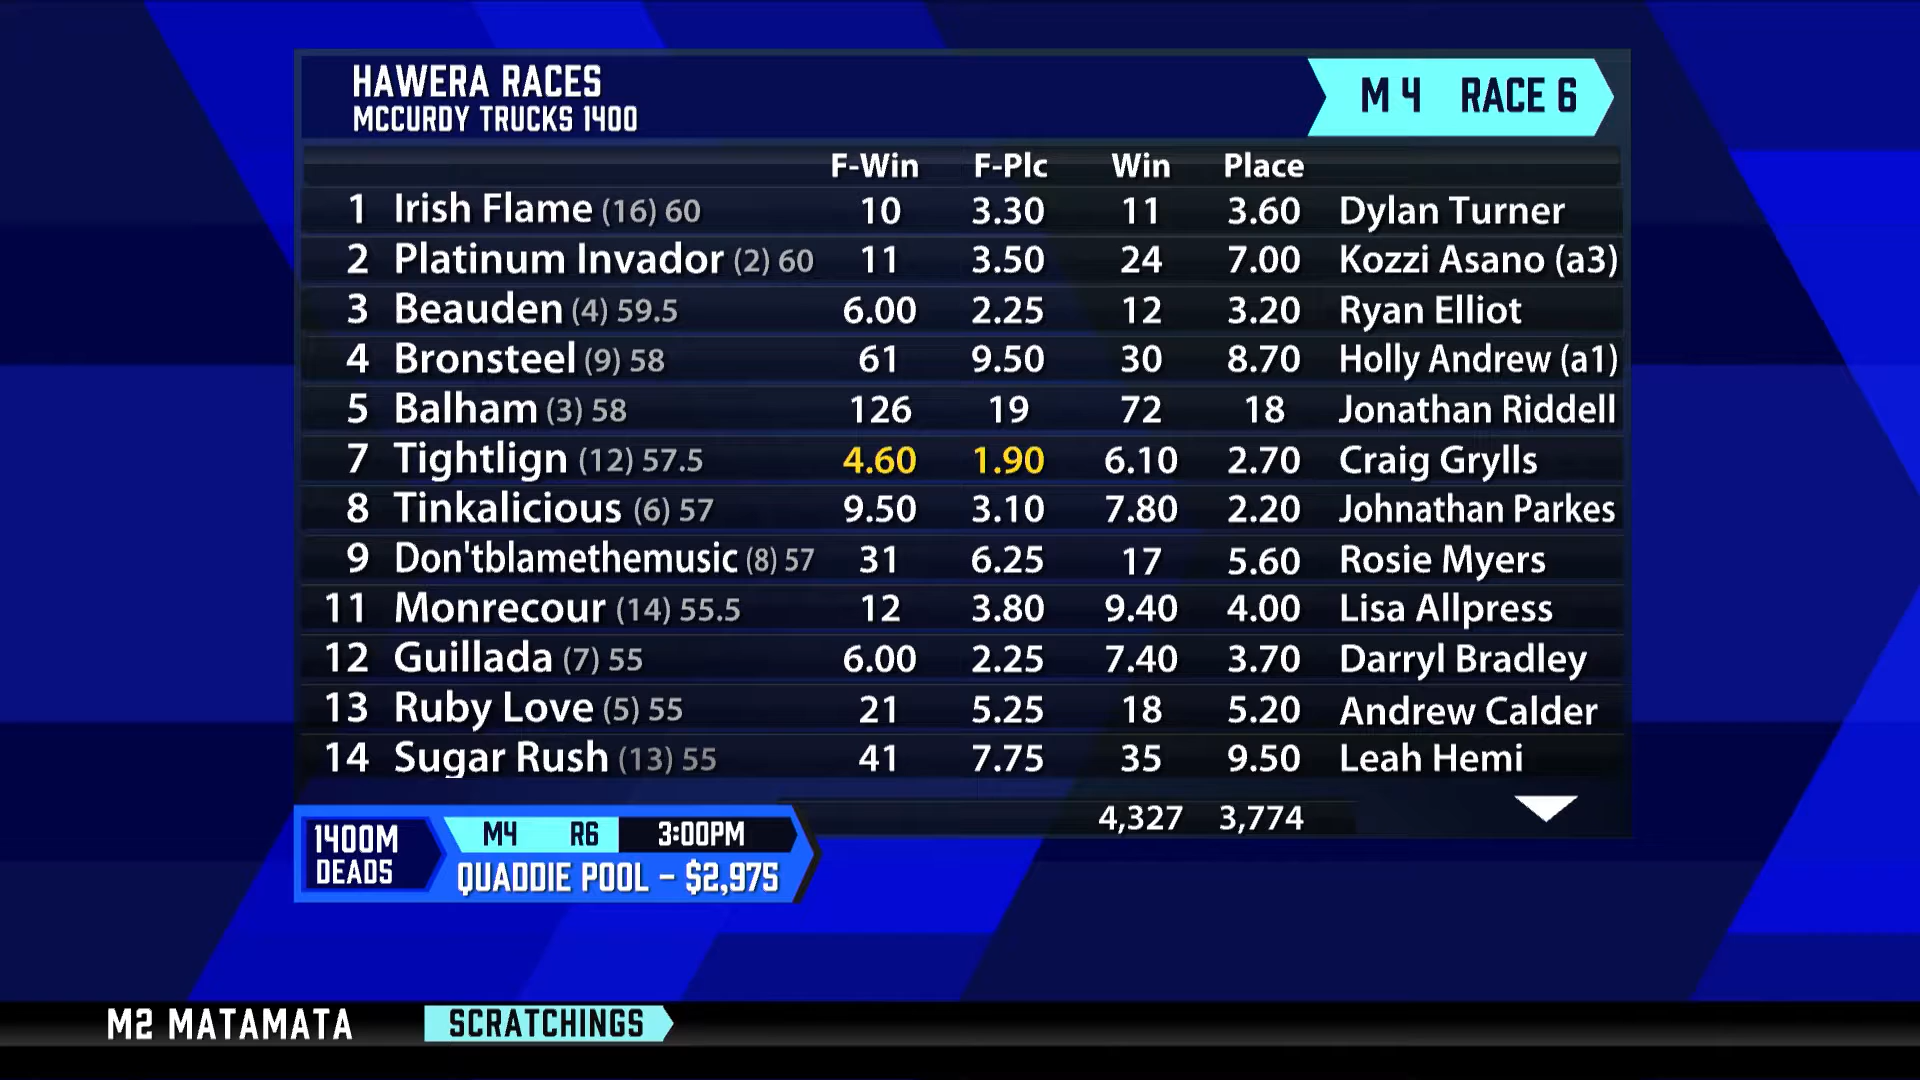 HAWERA RACES
MCCURDY TRUCKS 1400
M 4 RACE 6
F-Win F-Plc Win Place
1 Irish Flame (16) 60 10 3.30 11 3.60 Dylan Turner
2 Platinum Invador (2) 60 11 3.50 24 7.00 Kozzi Asano (a3)
3 Beauden (4) 59.5 6.00 2.25 12 3.20 Ryan Elliot
4 Bronsteel (9) 58 61 9.50 30 8.70 Holly Andrew (a1)
5 Balham (3) 58 126 19 72 18 Jonathan Riddell
7 Tightlign (12) 57.5 4.60 1.90 6.10 2.70 Craig Grylls
8 Tinkalicious (6) 57 9.50 3.10 7.80 2.20 Johnathan Parkes
9 Don'tblamethemusic (8) 57 31 6.25 17 5.60 Rosie Myers
11 Monrecour (14) 55.5 12 3.80 9.40 4.00 Lisa Allpress
12 Guillada (7) 55 6.00 2.25 7.40 3.70 Darryl Bradley
13 Ruby Love (5) 55 21 5.25 18 5.20 Andrew Calder
14 Sugar Rush (13) 55 41 7.75 35 9.50 Leah Hemi
4,327 3,774
1400M
DEADS
M4 R6 3:00PM
QUADDIE POOL – $2,975
M2 MATAMATA SCRATCHINGS